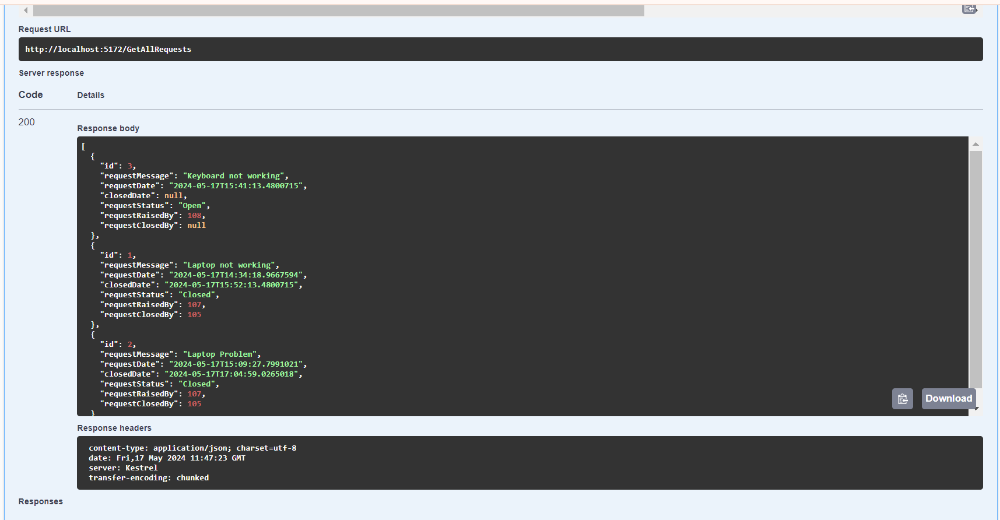 Request URL
http://localhost:5172/GetAllRequests
Server response
Code Details
200
Response body
[
  {
    "id": 3,
    "requestMessage": "Keyboard not working",
    "requestDate": "2024-05-17T15:41:13.4800715",
    "closedDate": null,
    "requestStatus": "Open",
    "requestRaisedBy": 108,
    "requestClosedBy": null
  },
  {
    "id": 1,
    "requestMessage": "Laptop not working",
    "requestDate": "2024-05-17T14:34:18.9667594",
    "closedDate": "2024-05-17T15:52:13.4800715",
    "requestStatus": "Closed",
    "requestRaisedBy": 107,
    "requestClosedBy": 105
  },
  {
    "id": 2,
    "requestMessage": "Laptop Problem",
    "requestDate": "2024-05-17T15:09:27.7991021",
    "closedDate": "2024-05-17T17:04:59.0265018",
    "requestStatus": "Closed",
    "requestRaisedBy": 107,
    "requestClosedBy": 105
  }
Download
Response headers
content-type: application/json; charset=utf-8
date: Fri,17 May 2024 11:47:23 GMT
server: Kestrel
transfer-encoding: chunked
Responses